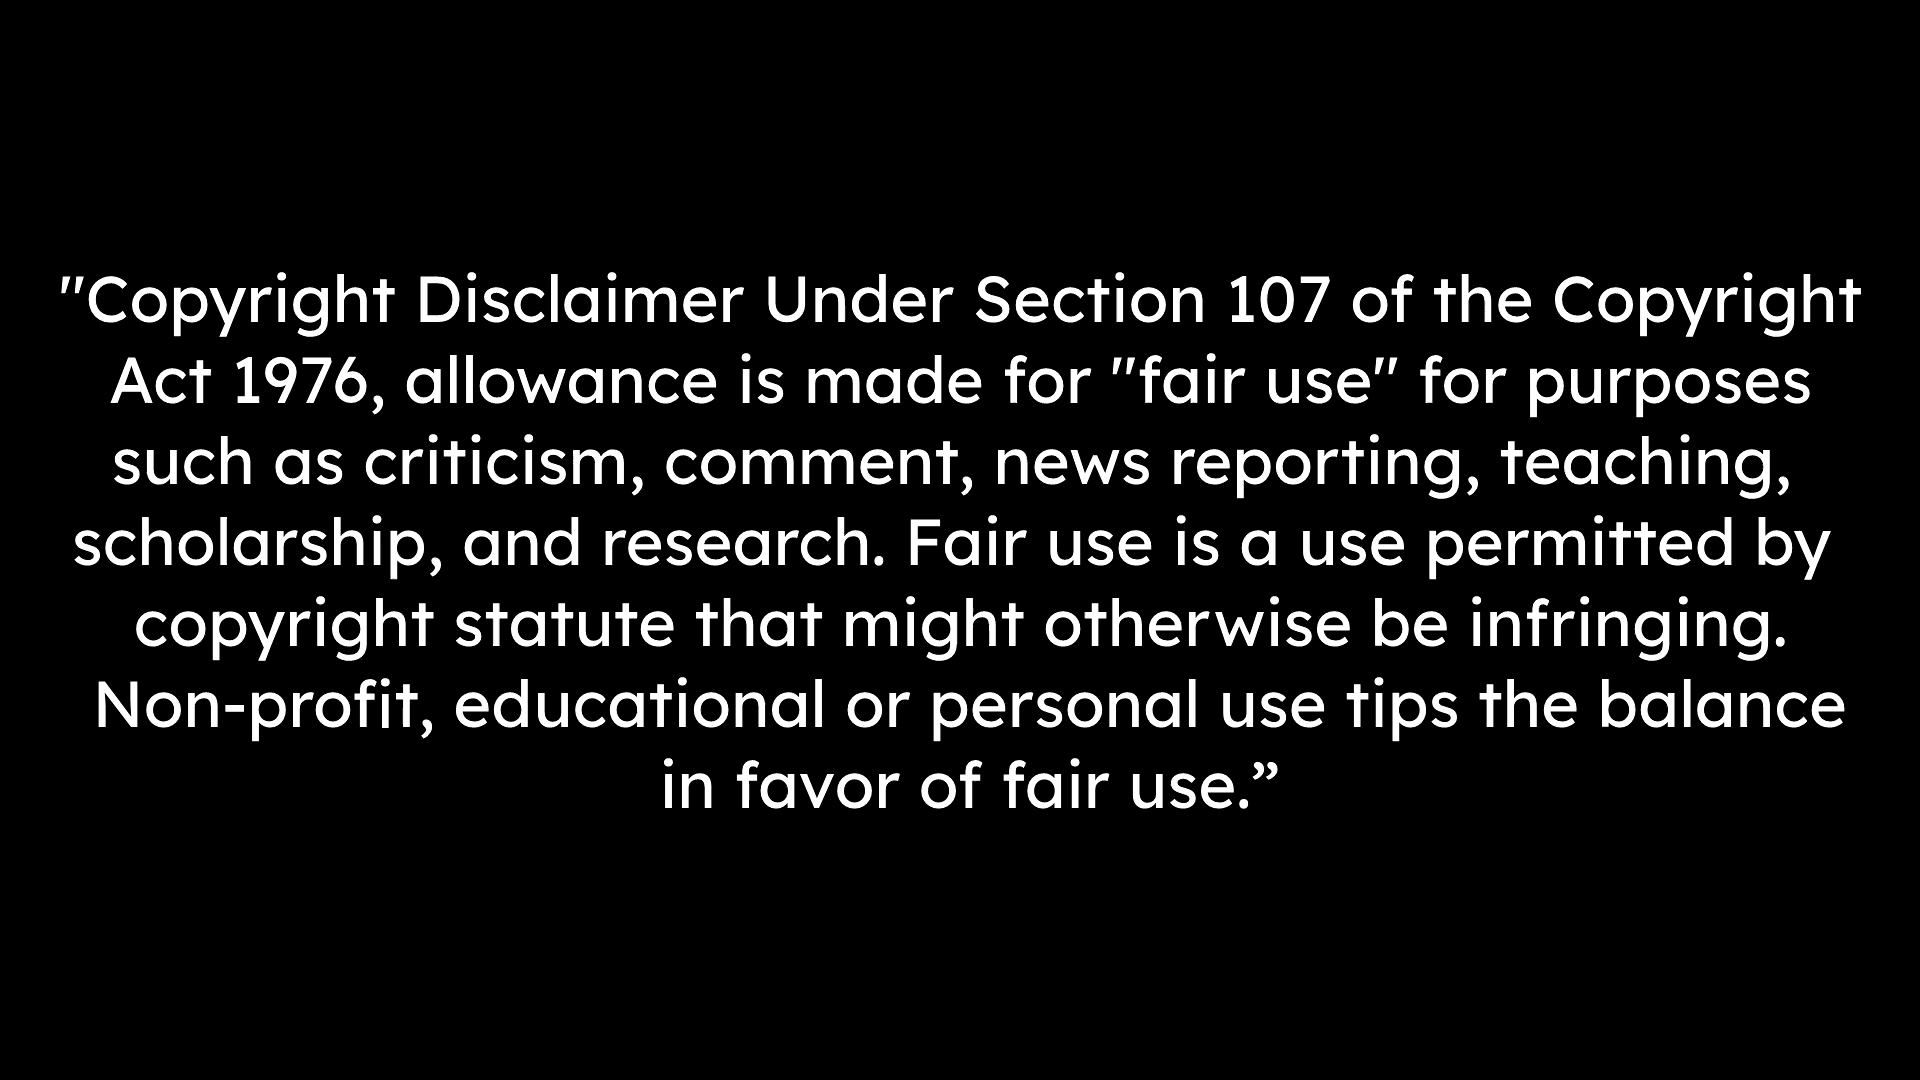 "Copyright Disclaimer Under Section 107 of the Copyright
Act 1976, allowance is made for "fair use" for purposes
such as criticism, comment, news reporting, teaching,
scholarship, and research. Fair use is a use permitted by
copyright statute that might otherwise be infringing.
Non-profit, educational or personal use tips the balance
in favor of fair use.”